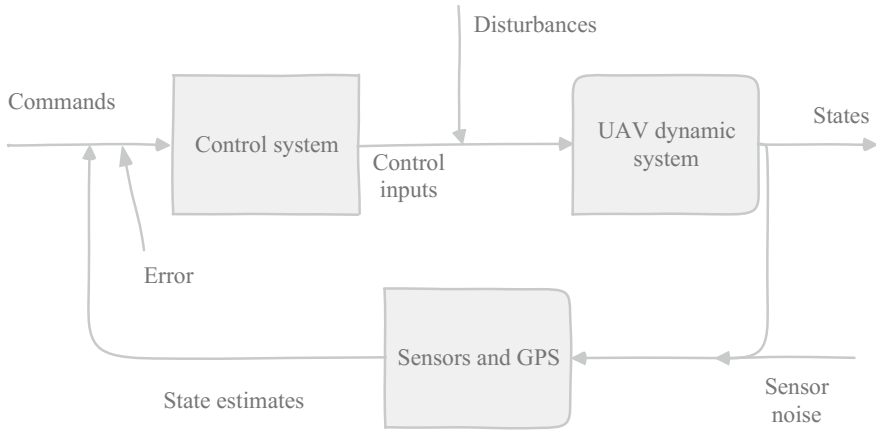 Disturbances
Commands
Control system
Control
inputs
UAV dynamic
system
States
Error
Sensors and GPS
State estimates
Sensor
noise